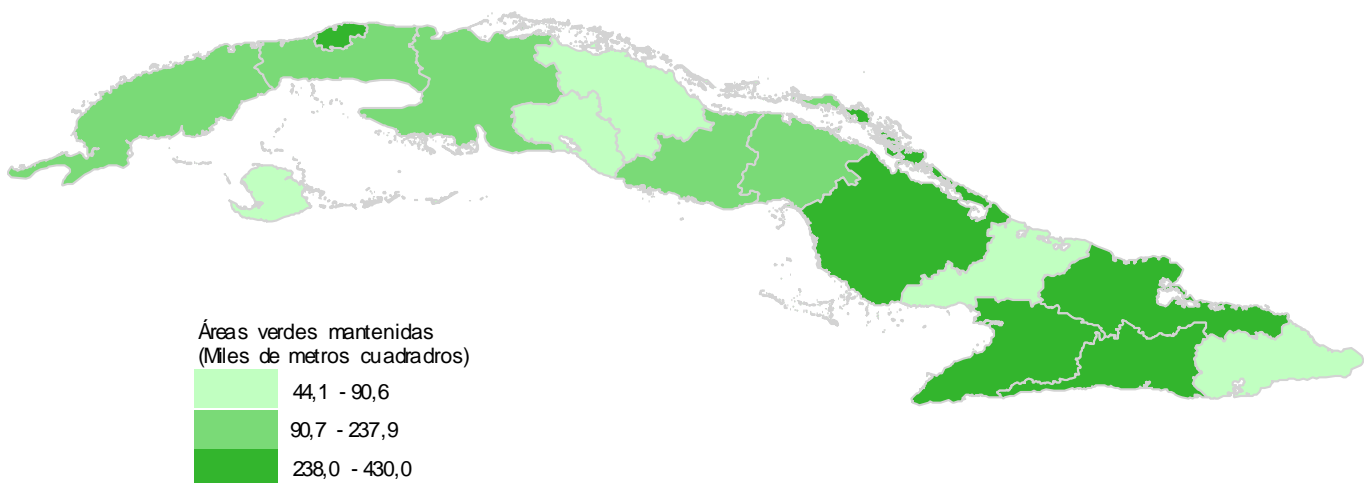 Áreas verdes mantenidas
(Miles de metros cuadradros)
44,1 - 90,6
90,7 - 237,9
238,0 - 430,0